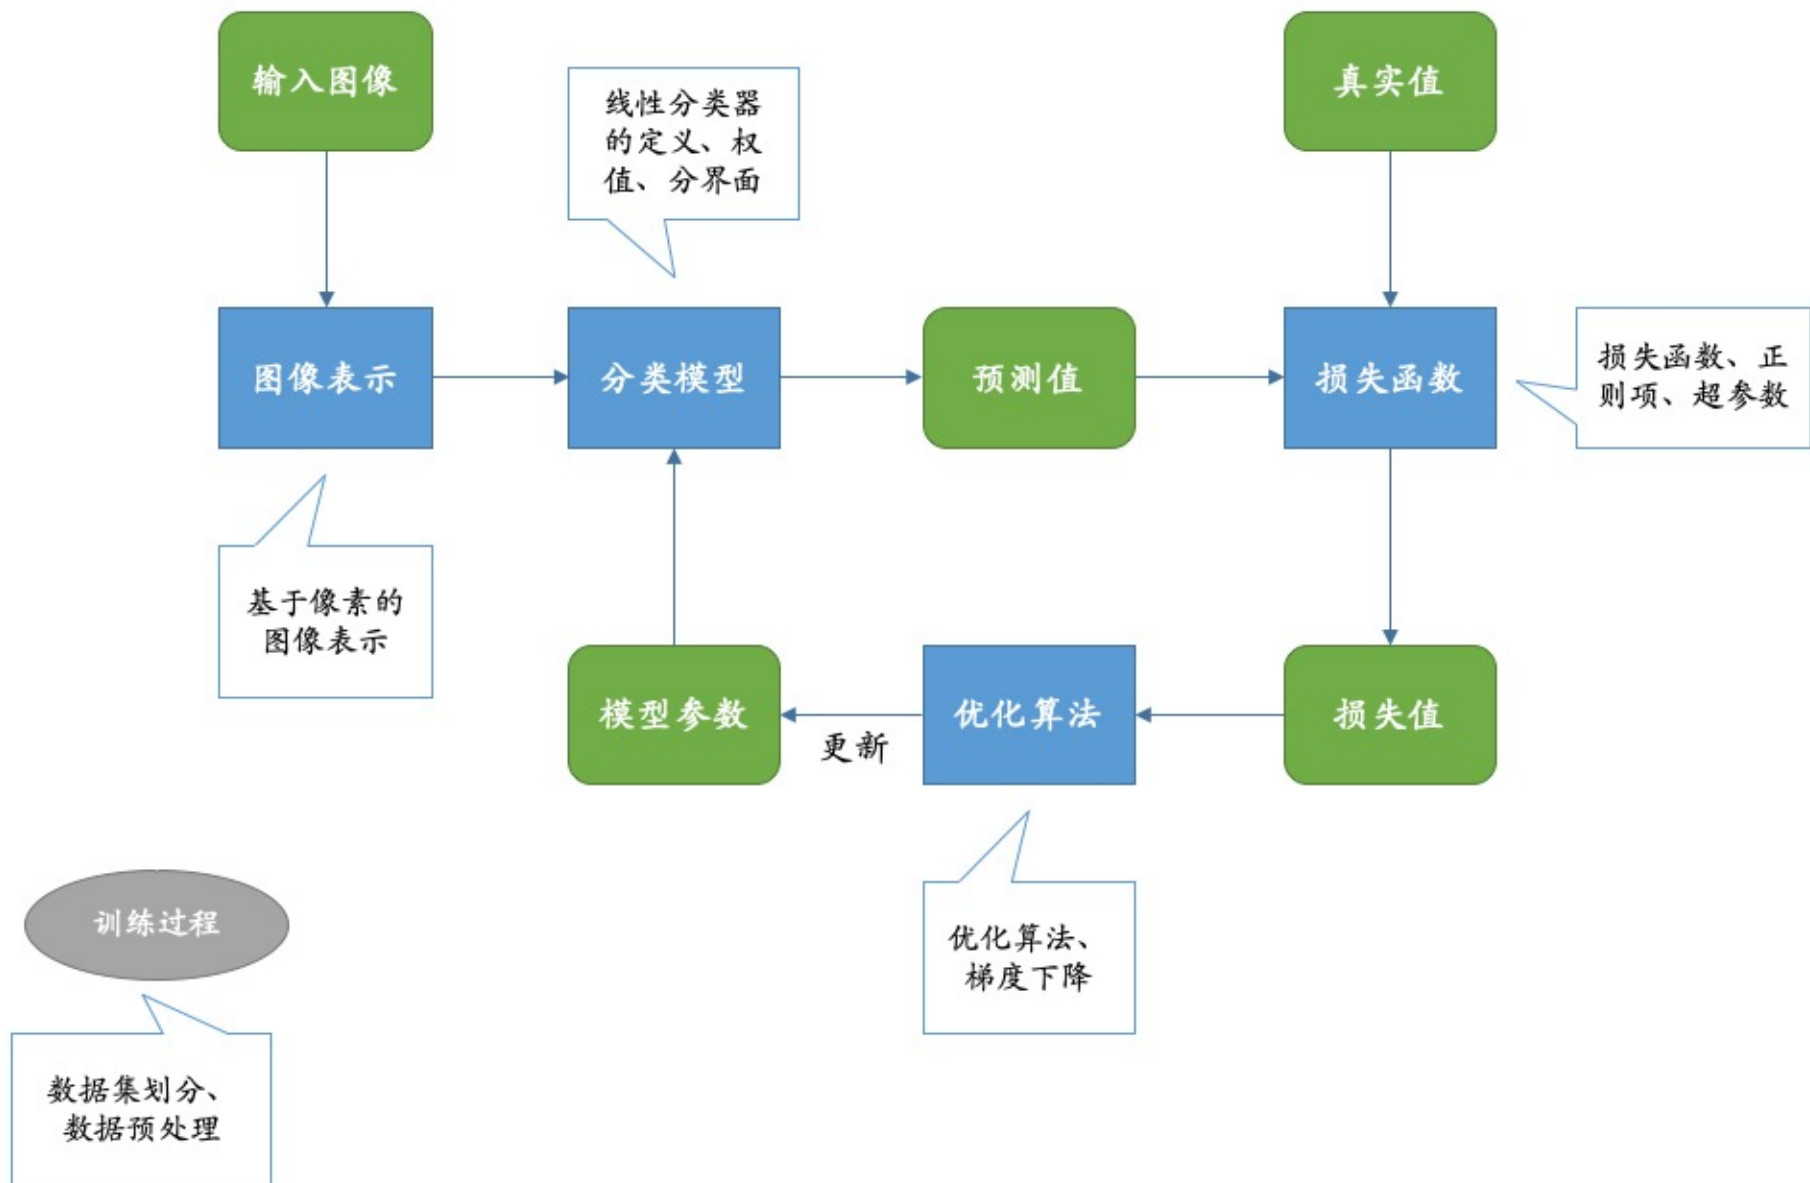 输入图像
线性分类器
的定义、权
值、分界面
真实值
图像表示
分类模型
预测值
损失函数
损失函数、正
则项、超参数
基于像素的
图像表示
模型参数
更新
优化算法
损失值
训练过程
优化算法、
梯度下降
数据集划分、
数据预处理